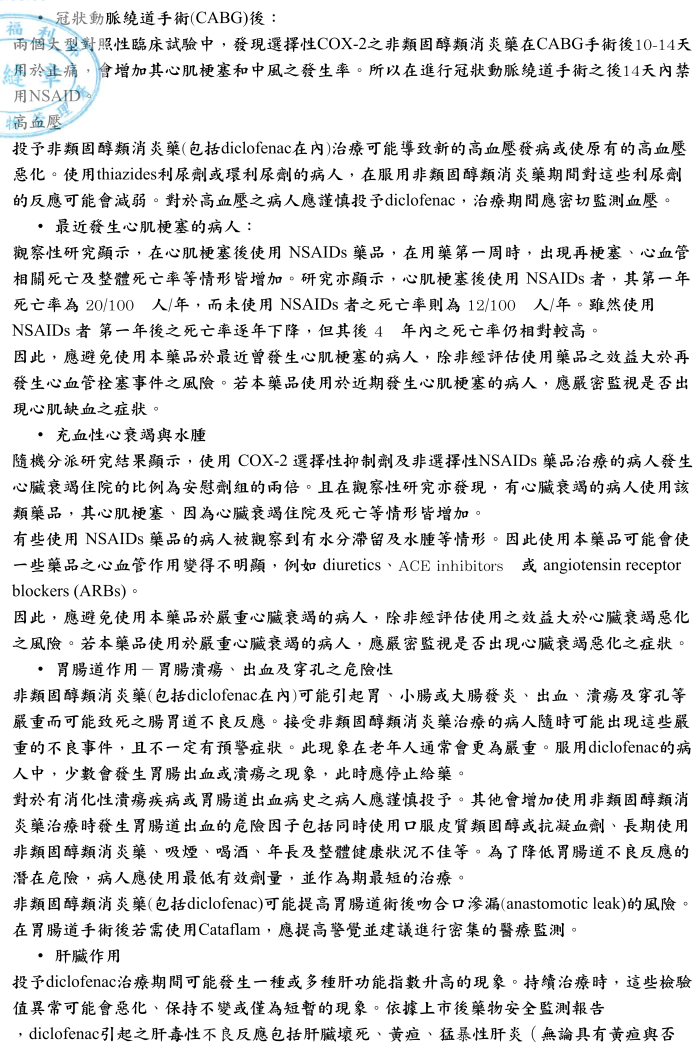 • 冠狀動脈繞道手術(CABG)後：
兩個大型對照性臨床試驗中，發現選擇性COX-2之非類固醇類消炎藥在CABG手術後10-14天
用於止痛，會增加其心肌梗塞和中風之發生率。所以在進行冠狀動脈繞道手術之後14天內禁
用NSAID。
高血壓
投予非類固醇類消炎藥(包括diclofenac在內)治療可能導致新的高血壓發病或使原有的高血壓
惡化。使用thiazides利尿劑或環利尿劑的病人，在服用非類固醇類消炎藥期間對這些利尿劑
的反應可能會減弱。對於高血壓之病人應謹慎投予diclofenac，治療期間應密切監測血壓。
• 最近發生心肌梗塞的病人：
觀察性研究顯示，在心肌梗塞後使用 NSAIDs 藥品，在用藥第一周時，出現再梗塞、心血管
相關死亡及整體死亡率等情形皆增加。研究亦顯示，心肌梗塞後使用 NSAIDs 者，其第一年
死亡率為 20/100 人/年，而未使用 NSAIDs 者之死亡率則為 12/100 人/年。雖然使用
NSAIDs 者 第一年後之死亡率逐年下降，但其後 4 年內之死亡率仍相對較高。
因此，應避免使用本藥品於最近曾發生心肌梗塞的病人，除非經評估使用藥品之效益大於再
發生心血管栓塞事件之風險。若本藥品使用於近期發生心肌梗塞的病人，應嚴密監視是否出
現心肌缺血之症狀。
• 充血性心衰竭與水腫
隨機分派研究結果顯示，使用 COX-2 選擇性抑制劑及非選擇性NSAIDs 藥品治療的病人發生
心臟衰竭住院的比例為安慰劑組的兩倍。且在觀察性研究亦發現，有心臟衰竭的病人使用該
類藥品，其心肌梗塞、因為心臟衰竭住院及死亡等情形皆增加。
有些使用 NSAIDs 藥品的病人被觀察到有水分滯留及水腫等情形。因此使用本藥品可能會使
一些藥品之心血管作用變得不明顯，例如 diuretics、ACE inhibitors 或 angiotensin receptor
blockers (ARBs)。
因此，應避免使用本藥品於嚴重心臟衰竭的病人，除非經評估使用之效益大於心臟衰竭惡化
之風險。若本藥品使用於嚴重心臟衰竭的病人，應嚴密監視是否出現心臟衰竭惡化之症狀。
• 胃腸道作用－胃腸潰瘍、出血及穿孔之危險性
非類固醇類消炎藥(包括diclofenac在內)可能引起胃、小腸或大腸發炎、出血、潰瘍及穿孔等
嚴重而可能致死之腸胃道不良反應。接受非類固醇類消炎藥治療的病人隨時可能出現這些嚴
重的不良事件，且不一定有預警症狀。此現象在老年人通常會更為嚴重。服用diclofenac的病
人中，少數會發生胃腸出血或潰瘍之現象，此時應停止給藥。
對於有消化性潰瘍疾病或胃腸道出血病史之病人應謹慎投予。其他會增加使用非類固醇類消
炎藥治療時發生胃腸道出血的危險因子包括同時使用口服皮質類固醇或抗凝血劑、長期使用
非類固醇類消炎藥、吸煙、喝酒、年長及整體健康狀況不佳等。為了降低胃腸道不良反應的
潛在危險，病人應使用最低有效劑量，並作為期最短的治療。
非類固醇類消炎藥(包括diclofenac)可能提高胃腸道術後吻合口滲漏(anastomotic leak)的風險。
在胃腸道手術後若需使用Cataflam，應提高警覺並建議進行密集的醫療監測。
• 肝臟作用
投予diclofenac治療期間可能發生一種或多種肝功能指數升高的現象。持續治療時，這些檢驗
值異常可能會惡化、保持不變或僅為短暫的現象。依據上市後藥物安全監測報告
，diclofenac引起之肝毒性不良反應包括肝臟壞死、黃疸、猛暴性肝炎（無論具有黃疸與否